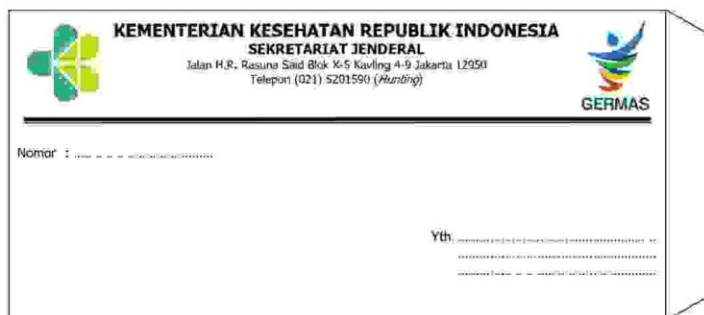 KEMENTERIAN KESEHATAN REPUBLIK INDONESIA
SEKRETARIAT JENDERAL
Jalan H.R. Rasuna Said Blok X-5 Kavling 4-9 Jakarta 12950
Telepon (021) 5201590 (Hunting)
GERMAS
Nomor : ................................
Yth ................................
................................
................................